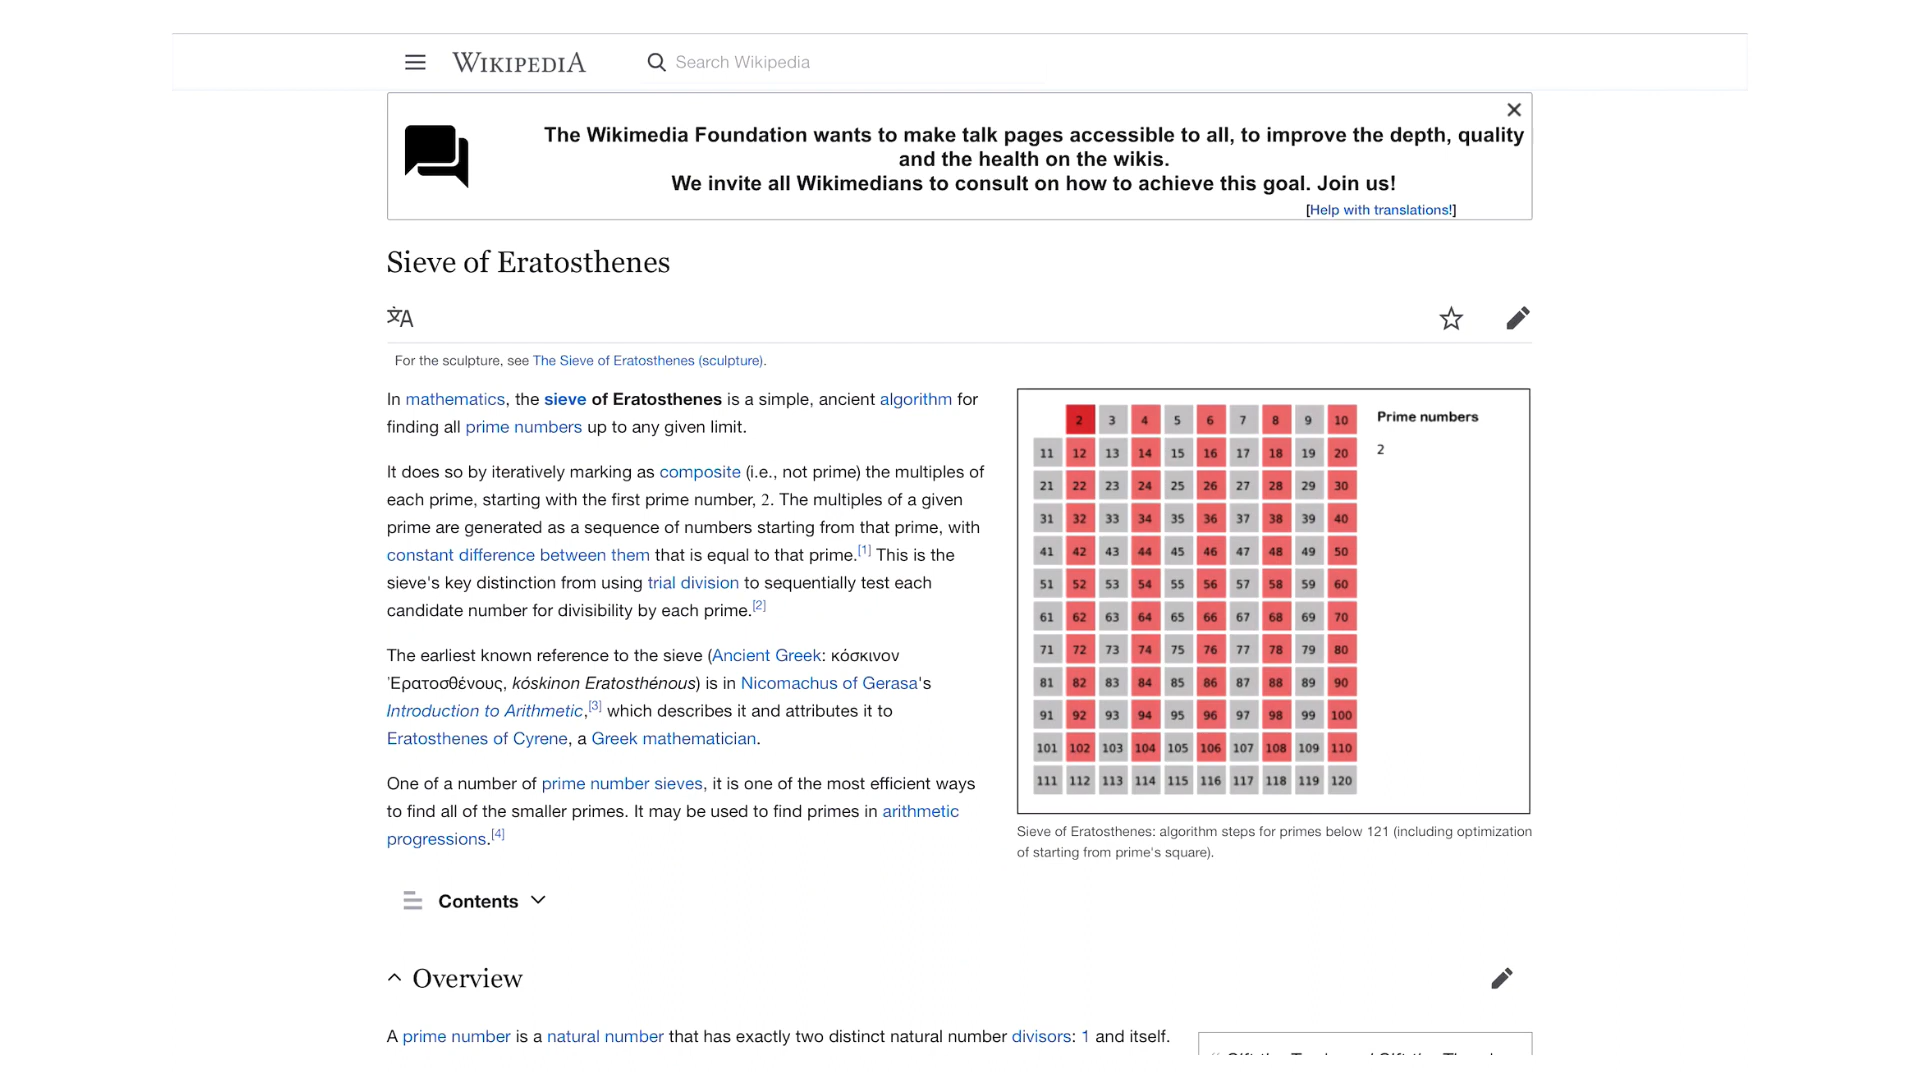 WIKIPEDIA
Search Wikipedia
The Wikimedia Foundation wants to make talk pages accessible to all, to improve the depth, quality
and the health on the wikis.
We invite all Wikimedians to consult on how to achieve this goal. Join us!
[Help with translations!]
Sieve of Eratosthenes
文A
For the sculpture, see The Sieve of Eratosthenes (sculpture).
In mathematics, the sieve of Eratosthenes is a simple, ancient algorithm for
finding all prime numbers up to any given limit.
It does so by iteratively marking as composite (i.e., not prime) the multiples of
each prime, starting with the first prime number, 2. The multiples of a given
prime are generated as a sequence of numbers starting from that prime, with
constant difference between them that is equal to that prime.[1] This is the
sieve's key distinction from using trial division to sequentially test each
candidate number for divisibility by each prime.[2]
The earliest known reference to the sieve (Ancient Greek: κόσκινον
Ἐρατοσθένους, kóskinon Eratosthénous) is in Nicomachus of Gerasa's
Introduction to Arithmetic,[3] which describes it and attributes it to
Eratosthenes of Cyrene, a Greek mathematician.
One of a number of prime number sieves, it is one of the most efficient ways
to find all of the smaller primes. It may be used to find primes in arithmetic
progressions.[4]
2 3 4 5 6 7 8 9 10
11 12 13 14 15 16 17 18 19 20
21 22 23 24 25 26 27 28 29 30
31 32 33 34 35 36 37 38 39 40
41 42 43 44 45 46 47 48 49 50
51 52 53 54 55 56 57 58 59 60
61 62 63 64 65 66 67 68 69 70
71 72 73 74 75 76 77 78 79 80
81 82 83 84 85 86 87 88 89 90
91 92 93 94 95 96 97 98 99 100
101 102 103 104 105 106 107 108 109 110
111 112 113 114 115 116 117 118 119 120
Prime numbers
2
Sieve of Eratosthenes: algorithm steps for primes below 121 (including optimization
of starting from prime's square).
Contents
Overview
A prime number is a natural number that has exactly two distinct natural number divisors: 1 and itself.